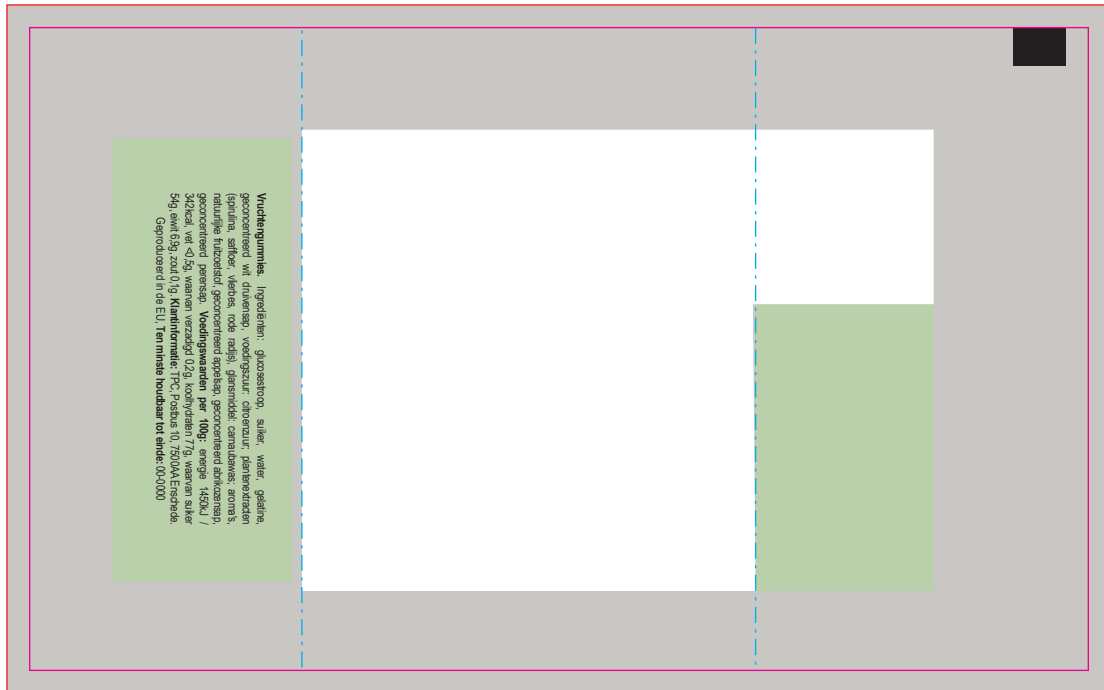 Vruchtengummies. Ingrediënten: glucosestroop, suiker, water, gelatine,
geconcentreerd wit druivensap, voedingszuur: citroenzuur; plantenextracten
(spirulina, saffloer, vlierbes, rode radijs), glansmiddel: carnaubawas; aroma's,
natuurlijke fruitzoetstof, geconcentreerd appelsap, geconcentreerd abrikozensap,
geconcentreerd perensap. Voedingswaarden per 100g: energie 1450kJ /
342kcal, vet <0,5g, waarvan verzadigd 0,2g, koolhydraten 77g, waarvan suiker
54g, eiwit 6,9g, zout 0,1g. Klantinformatie: TPC, Postbus 10, 7500AA Enschede.
Geproduceerd in de EU, Ten minste houdbaar tot einde: 00-0000